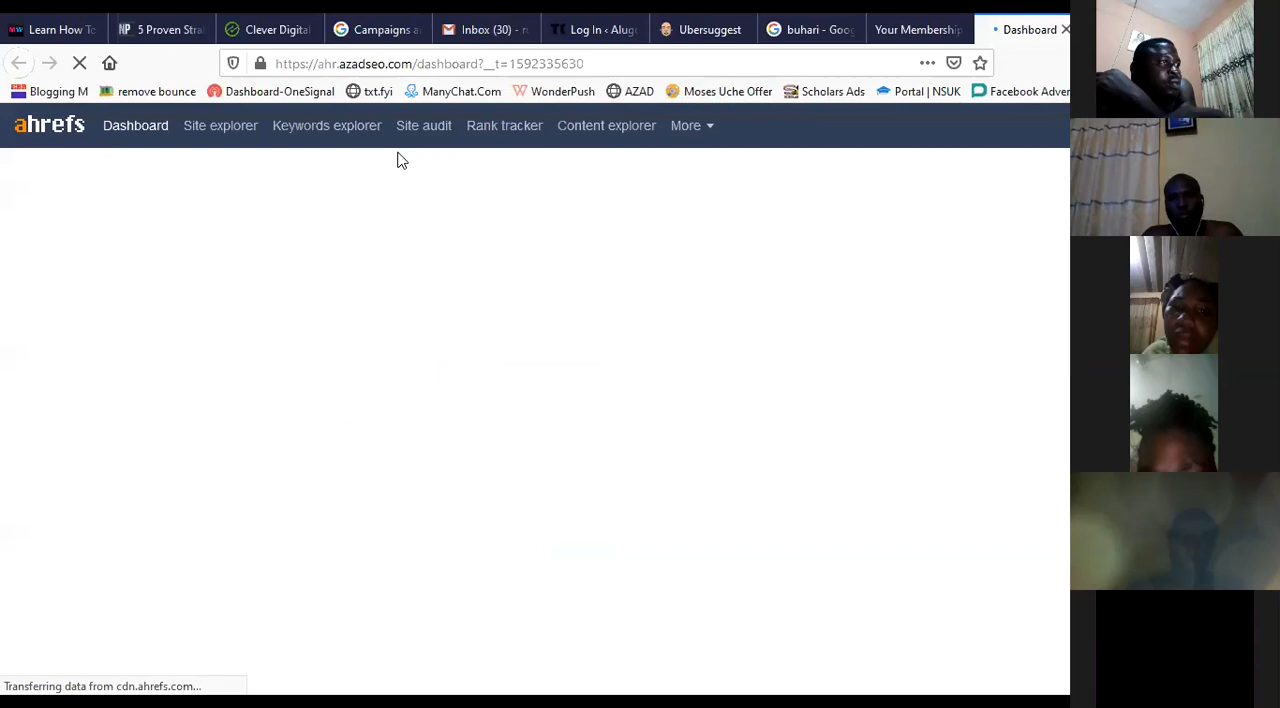 Learn How To
5 Proven Stra
Clever Digital
Campaigns a
Inbox (30) - r
Log In ‹ Alug
Ubersuggest
buhari - Goog
Your Membership
Dashboard
https://ahr.azadseo.com/dashboard?__t=1592335630
Blogging M
remove bounce
Dashboard-OneSignal
txt.fyi
ManyChat.Com
WonderPush
AZAD
Moses Uche Offer
Scholars Ads
Portal | NSUK
Facebook Adver
ahrefs
Dashboard
Site explorer
Keywords explorer
Site audit
Rank tracker
Content explorer
More
Transferring data from cdn.ahrefs.com...